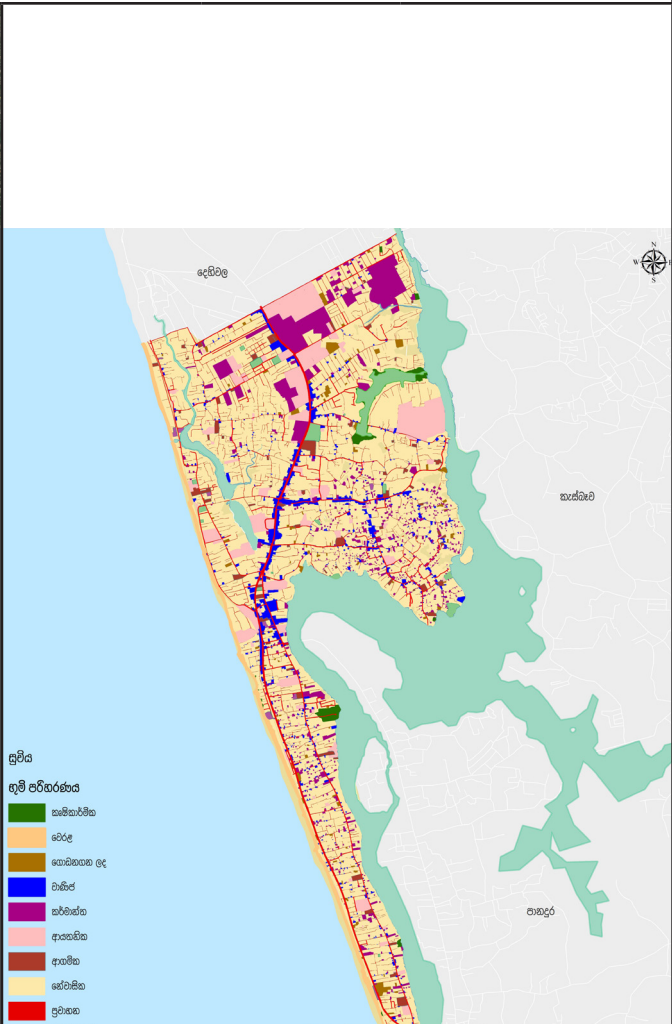 දෙහිවල
N
W E
S
කැස්බෑව
සූචිය
භූමි පරිහරණය
කෘෂිකාර්මික
වෙරළ
ගොඩනගන ලද
වාණිජ
කර්මාන්ත
ආයතනික
ආගමික
නේවාසික
ප්‍රවාහන
පානදුර